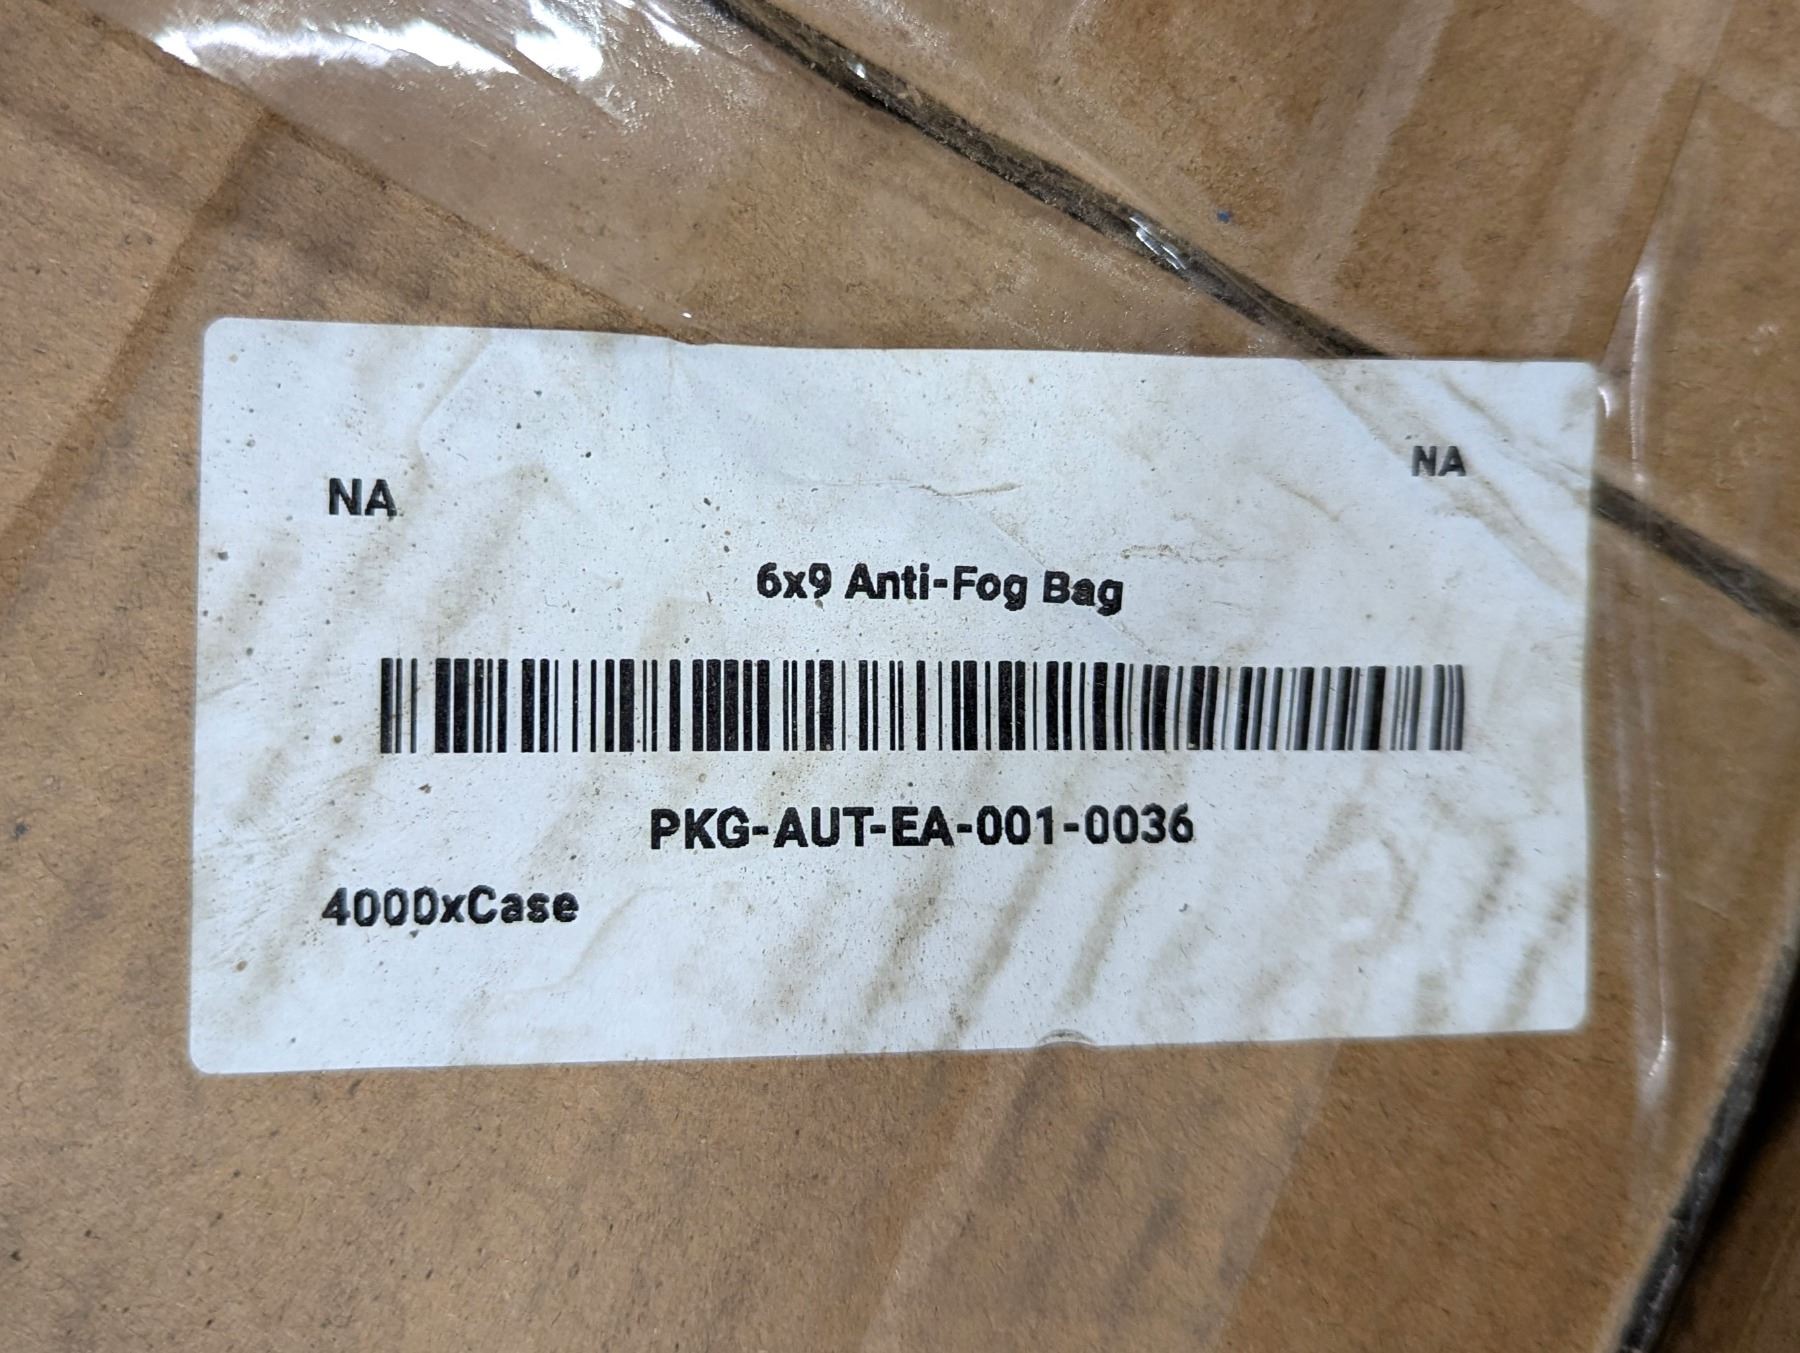 NA
NA
6x9 Anti-Fog Bag
PKG-AUT-EA-001-0036
4000xCase